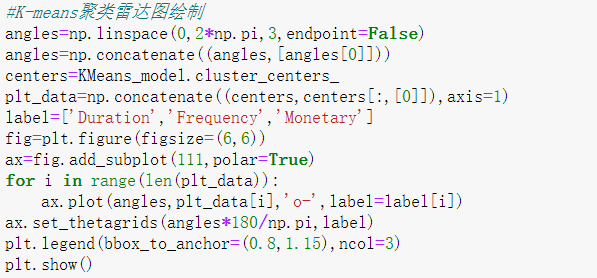 #K-means聚类雷达图绘制
angles=np.linspace(0,2*np.pi,3,endpoint=False)
angles=np.concatenate((angles,[angles[0]]))
centers=KMeans_model.cluster_centers_
plt_data=np.concatenate((centers,centers[:,[0]]),axis=1)
label=['Duration','Frequency','Monetary']
fig=plt.figure(figsize=(6,6))
ax=fig.add_subplot(111,polar=True)
for i in range(len(plt_data)):
    ax.plot(angles,plt_data[i],'o-',label=label[i])
ax.set_thetagrids(angles*180/np.pi,label)
plt.legend(bbox_to_anchor=(0.8,1.15),ncol=3)
plt.show()